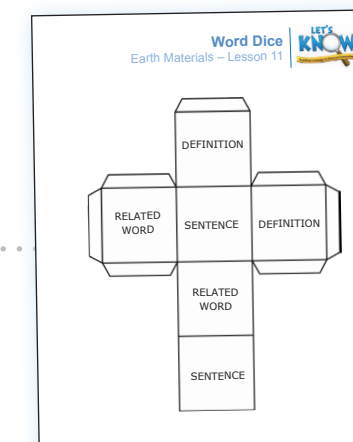 Word Dice
Earth Materials – Lesson 11
LET'S
KNOW
DEFINITION
RELATED
WORD
SENTENCE
DEFINITION
RELATED
WORD
SENTENCE